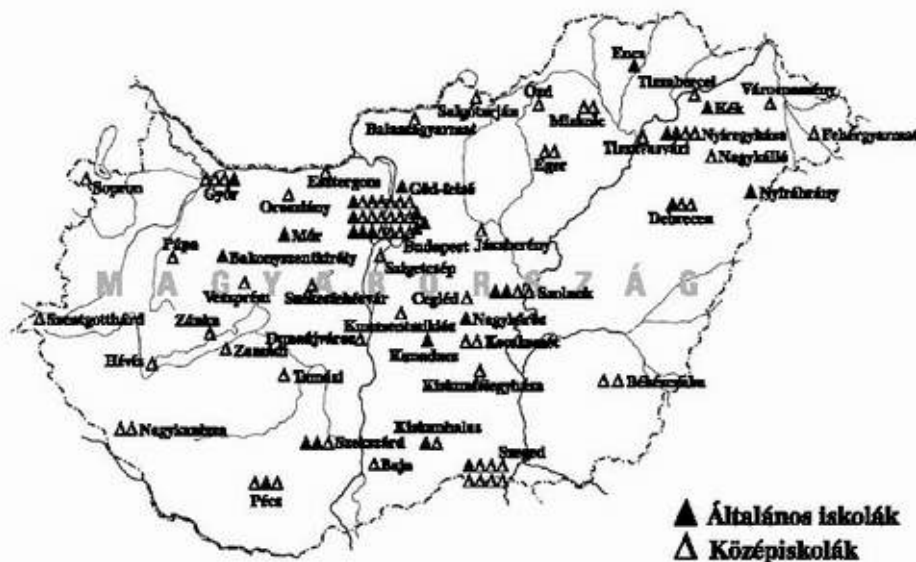 Encs
Tiszabercel
Ózd
Salgótarján
Miskolc
Kék
Vásárosnamény
Balassagyarmat
Nyíregyháza
Fehérgyarmat
Tiszavasvári
Eger
Nagykálló
Sopron
Győr
Esztergom
Göd-felső
Nyírábrány
Oroszlány
Debrecen
Mór
Budapest
Jászberény
Pápa
Bakonyszentkirály
Szigetcsép
MAGYARORSZÁG
Veszprém
Székesfehérvár
Cegléd
Szolnok
Szentgotthárd
Zánka
Kunszentmiklós
Nagykőrös
Dunaújváros
Kecskemét
Zamárdi
Hévíz
Tamási
Kiskunfélegyháza
Békéscsaba
Nagykanizsa
Kiskunhalas
Szekszárd
Szeged
Baja
Pécs
Általános iskolák
Középiskolák